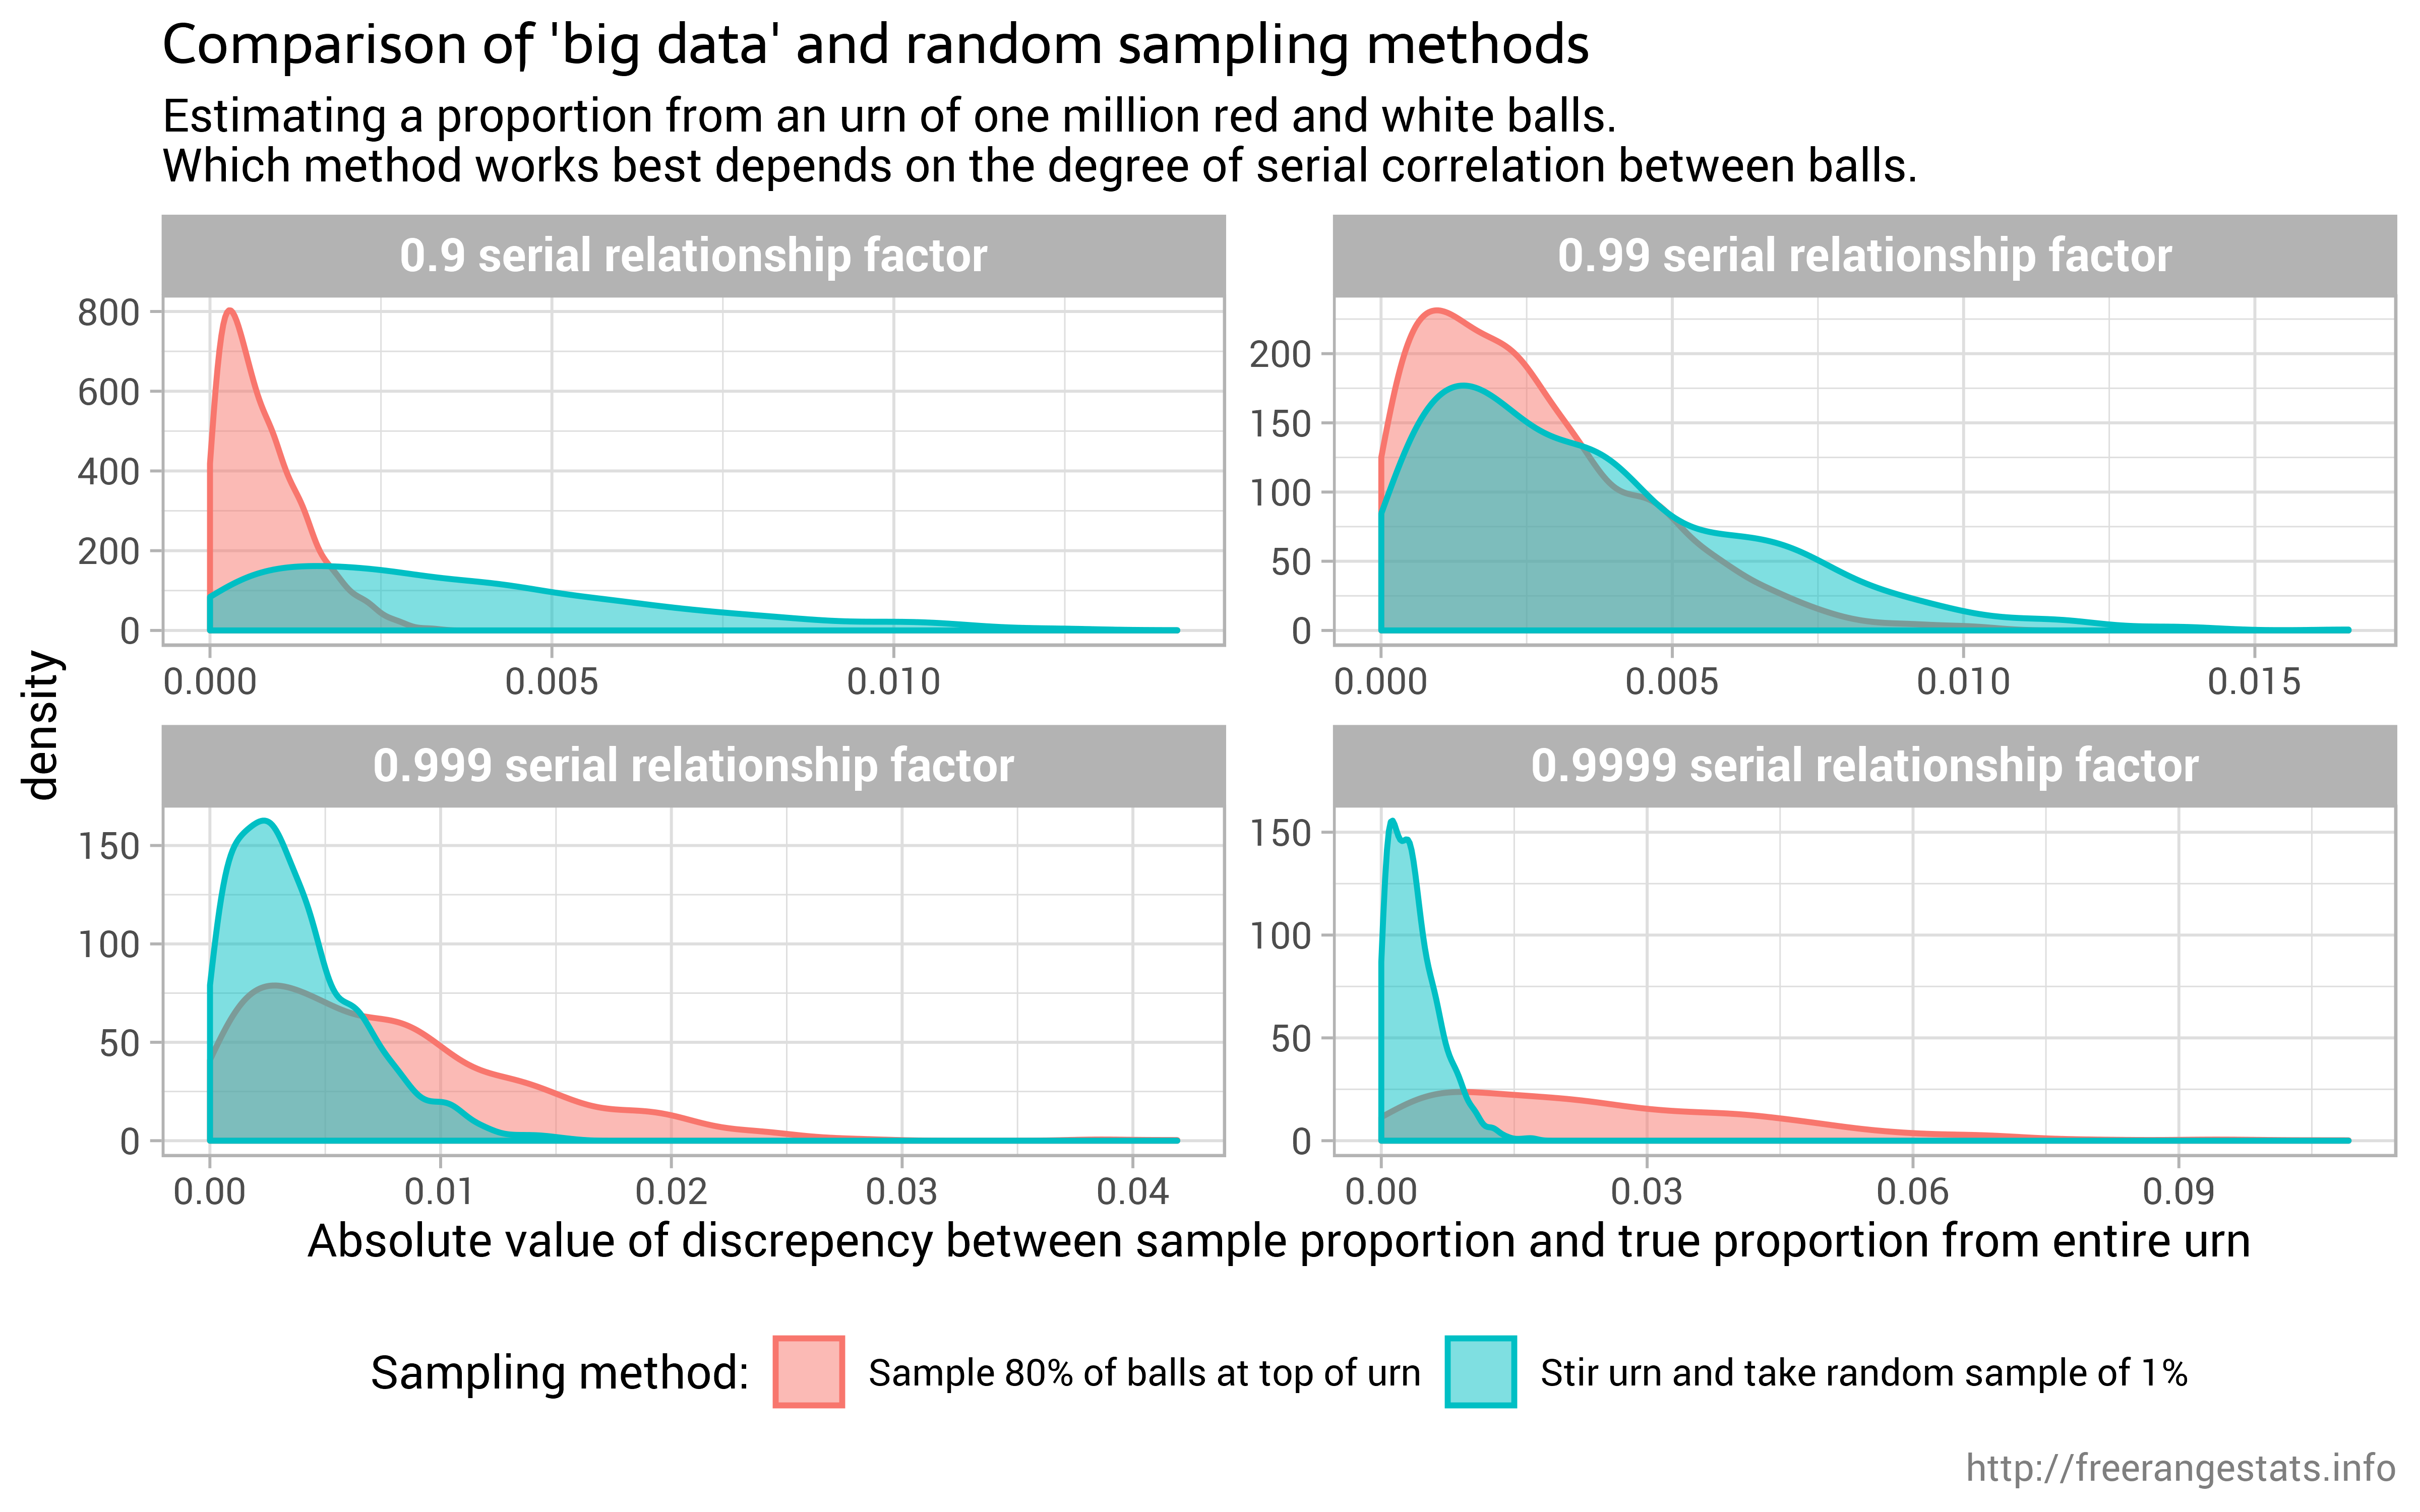 Comparison of 'big data' and random sampling methods
Estimating a proportion from an urn of one million red and white balls.
Which method works best depends on the degree of serial correlation between balls.
0.9 serial relationship factor
0.99 serial relationship factor
800
600
400
200
0
0.000
0.005
0.010
200
150
100
50
0
0.000
0.005
0.010
0.015
density
0.999 serial relationship factor
0.9999 serial relationship factor
150
100
50
0
0.00
0.01
0.02
0.03
0.04
150
100
50
0
0.00
0.03
0.06
0.09
Absolute value of discrepency between sample proportion and true proportion from entire urn
Sampling method:
Sample 80% of balls at top of urn
Stir urn and take random sample of 1%
http://freerangestats.info